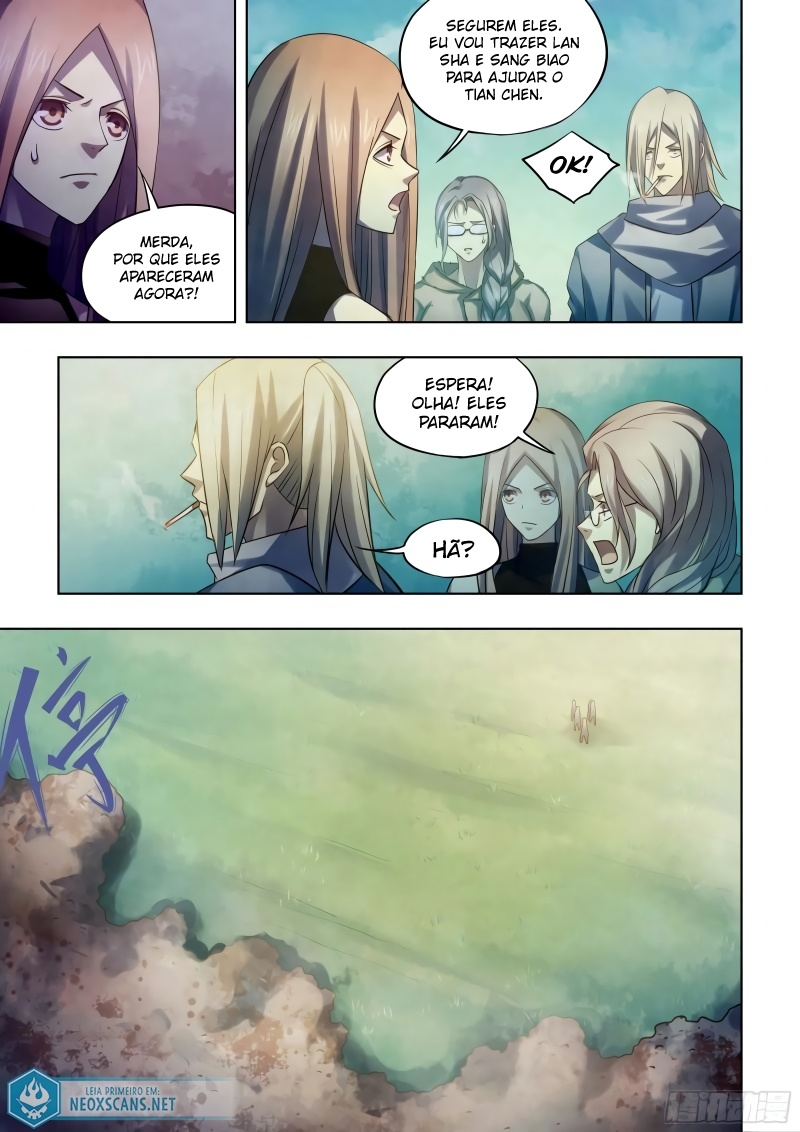 MERDA,
POR QUE ELES
APARECERAM
AGORA?!
SEGUREM ELES.
EU VOU TRAZER LAN
SHA E SANG BIAO
PARA AJUDAR O
TIAN CHEN.
OK!
ESPERA!
OLHA! ELES
PARARAM!
HÃ?
停
LEIA PRIMEIRO EM:
NEOXSCANS.NET